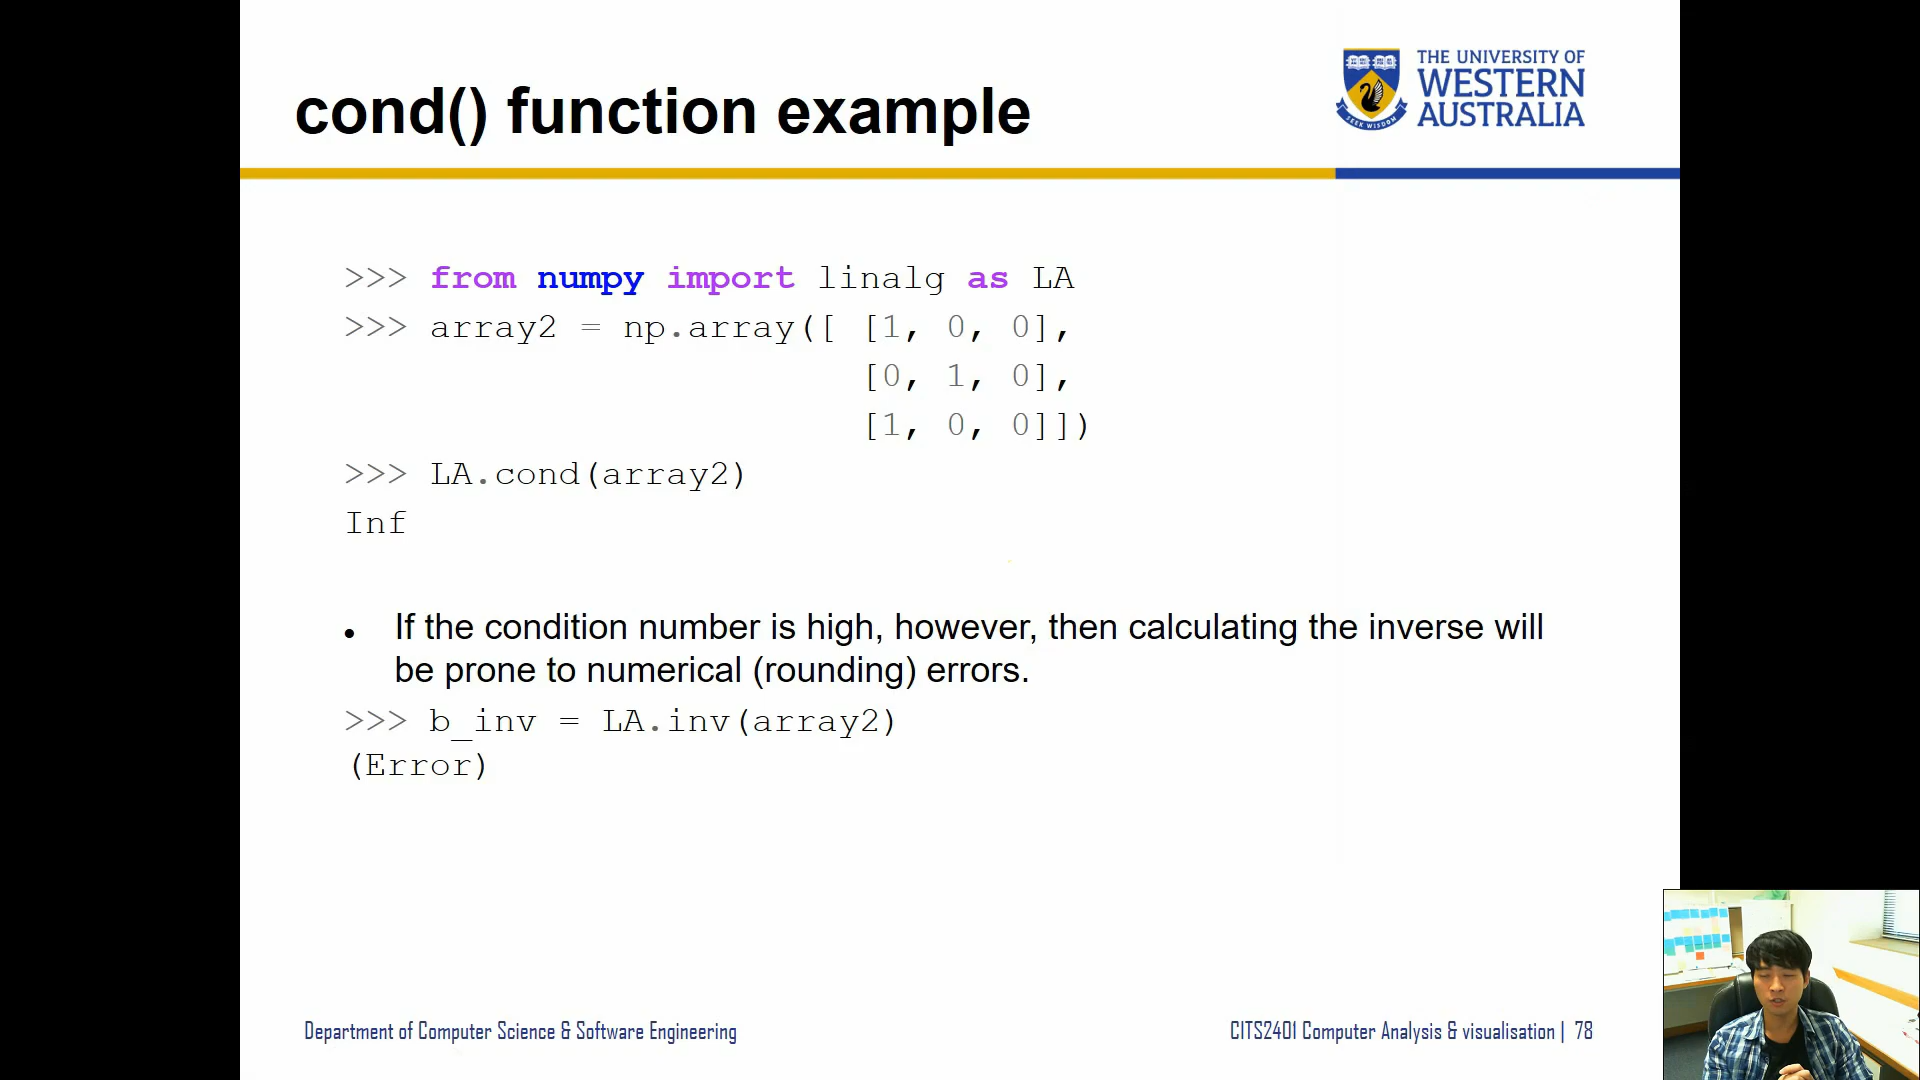 cond() function example
THE UNIVERSITY OF
WESTERN
AUSTRALIA
SEEK WISDOM
>>> from numpy import linalg as LA
>>> array2 = np.array([ [1, 0, 0],
[0, 1, 0],
[1, 0, 0]])
>>> LA.cond(array2)
Inf
• If the condition number is high, however, then calculating the inverse will
be prone to numerical (rounding) errors.
>>> b_inv = LA.inv(array2)
(Error)
Department of Computer Science & Software Engineering
CITS2401 Computer Analysis & visualisation | 78